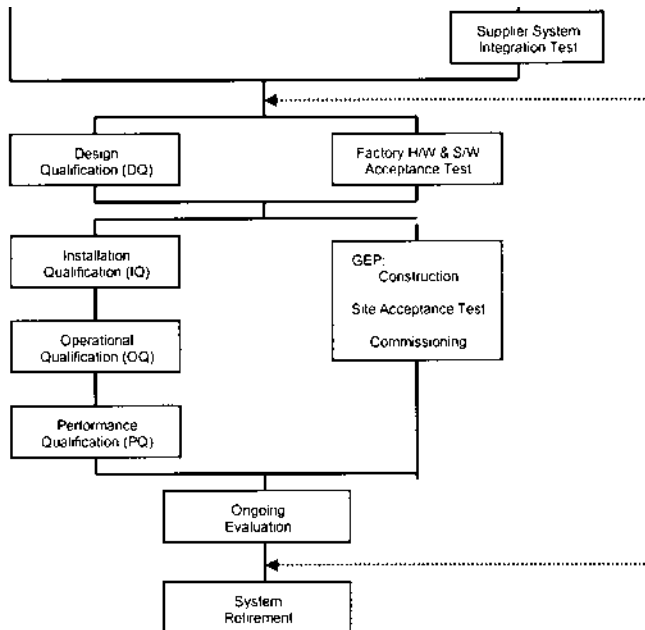 Supplier System
Integration Test
Design
Qualification (DQ)
Factory H/W & S/W
Acceptance Test
Installation
Qualification (IQ)
GEP:
Construction
Site Acceptance Test
Commissioning
Operational
Qualification (OQ)
Performance
Qualification (PQ)
Ongoing
Evaluation
System
Retirement